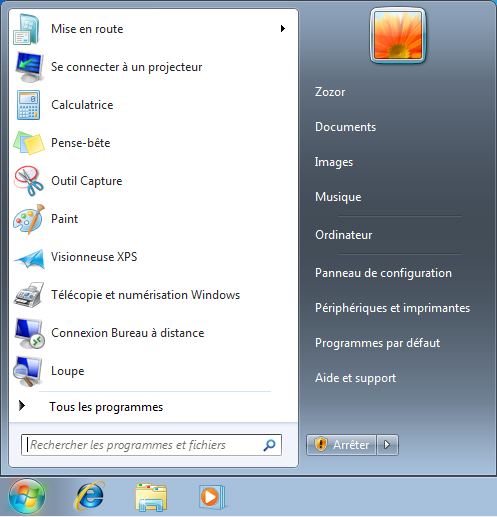 Mise en route
Se connecter à un projecteur
Calculatrice
Pense-bête
Outil Capture
Paint
Visionneuse XPS
Télécopie et numérisation Windows
Connexion Bureau à distance
Loupe
Tous les programmes
Rechercher les programmes et fichiers
Zozor
Documents
Images
Musique
Ordinateur
Panneau de configuration
Périphériques et imprimantes
Programmes par défaut
Aide et support
Arrêter